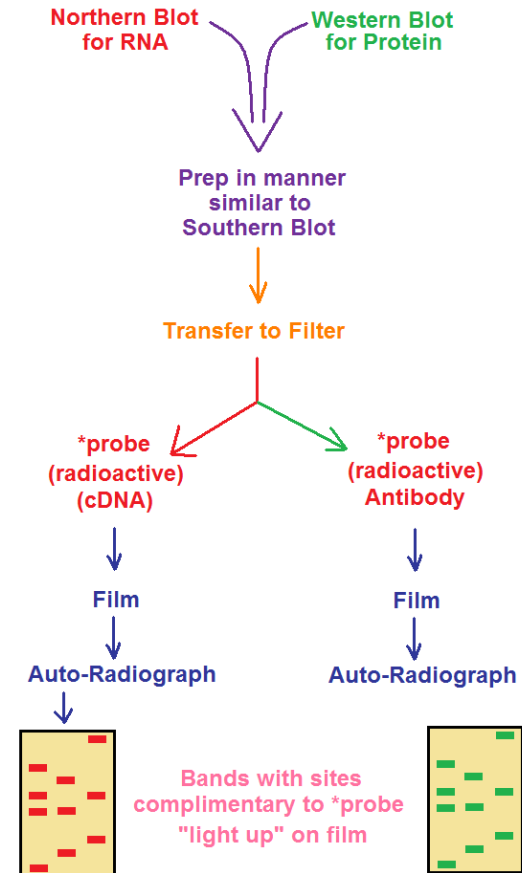 Northern Blot
for RNA
Western Blot
for Protein
Prep in manner
similar to
Southern Blot
Transfer to Filter
*probe
(radioactive)
(cDNA)
*probe
(radioactive)
Antibody
Film
Film
Auto-Radiograph
Auto-Radiograph
Bands with sites
complimentary to *probe
"light up" on film